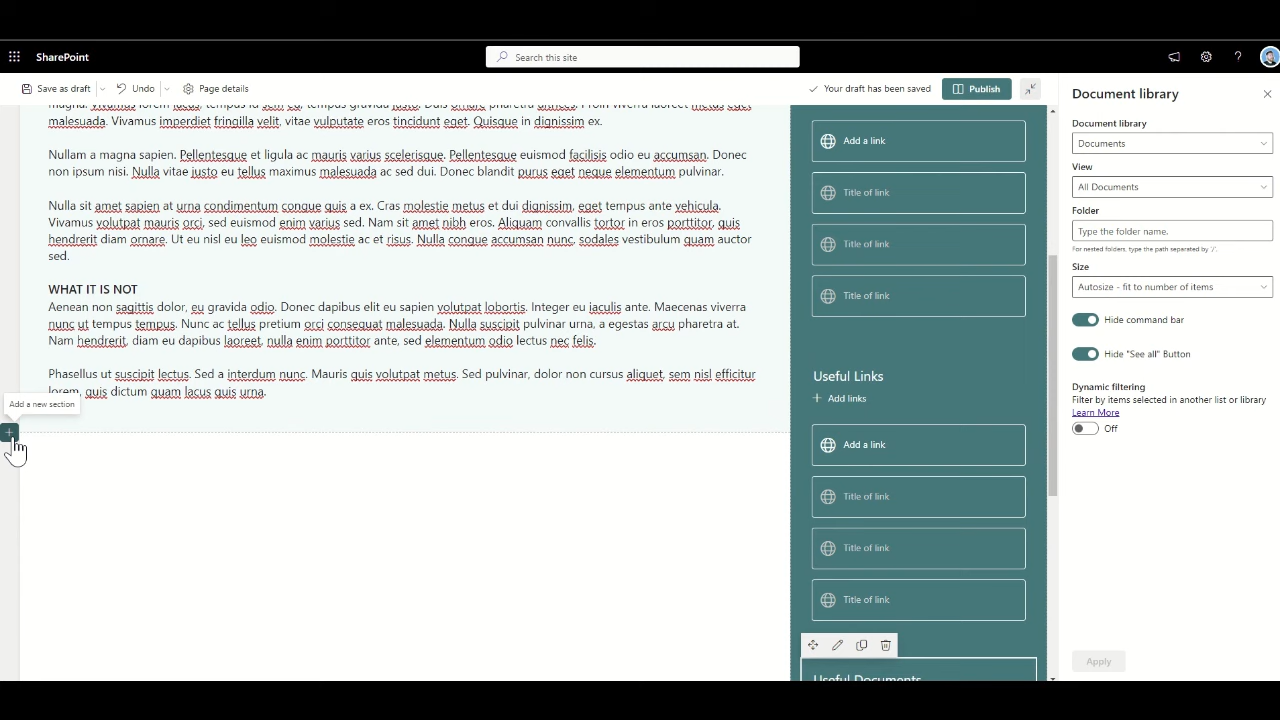 SharePoint
Search this site
Save as draft
Undo
Page details
Your draft has been saved
Publish
malesuada. Vivamus imperdiet fringilla velit, vitae vulputate eros tincidunt eget. Quisque in dignissim ex.
Nullam a magna sapien. Pellentesque et ligula ac mauris varius scelerisque. Pellentesque euismod facilisis odio eu accumsan. Donec
non ipsum nisi. Nulla vitae justo eu tellus maximus malesuada ac sed dui. Donec blandit purus eget neque elementum pulvinar.
Nulla sit amet sapien at urna condimentum congue quis a ex. Cras molestie metus et dui dignissim, eget tempus ante vehicula.
Vivamus volutpat mauris orci, sed euismod enim varius sed. Nam sit amet nibh eros. Aliquam convallis tortor in eros porttitor, quis
hendrerit diam ornare. Ut eu nisl eu leo euismod molestie ac et risus. Nulla congue accumsan nunc, sodales vestibulum quam auctor
sed.
WHAT IT IS NOT
Aenean non sagittis dolor, eu gravida odio. Donec dapibus elit eu sapien volutpat lobortis. Integer eu iaculis ante. Maecenas viverra
nunc ut tempus tempus. Nunc ac tellus pretium orci consequat malesuada. Nulla suscipit pulvinar urna, a egestas arcu pharetra at.
Nam hendrerit, diam eu dapibus laoreet, nulla enim porttitor ante, sed elementum odio lectus nec felis.
Phasellus ut suscipit lectus. Sed a interdum nunc. Mauris quis volutpat metus. Sed pulvinar, dolor non cursus aliquet, sem nisl efficitur
lorem, quis dictum quam lacus quis urna.
Add a new section
Add a link
Title of link
Title of link
Title of link
Useful Links
Add links
Add a link
Title of link
Title of link
Title of link
Useful Documents
Document library
Document library
Documents
View
All Documents
Folder
Type the folder name.
For nested folders, type the path separated by '/'.
Size
Autosize - fit to number of items
Hide command bar
Hide "See all" Button
Dynamic filtering
Filter by items selected in another list or library
Learn More
Off
Apply